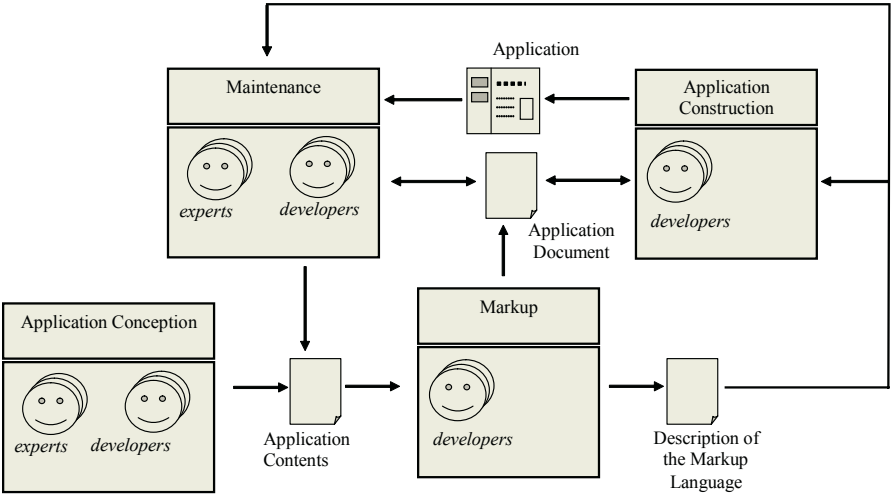 Application
Maintenance
Application
Construction
experts
developers
developers
Application
Document
Application Conception
Markup
experts
developers
Application
Contents
developers
Description of
the Markup
Language